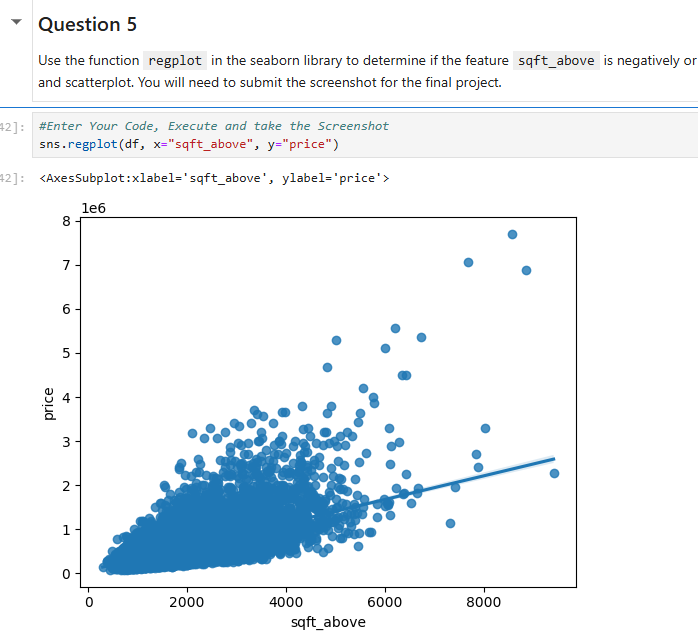 Question 5
Use the function regplot in the seaborn library to determine if the feature sqft_above is negatively or
and scatterplot. You will need to submit the screenshot for the final project.
42]: #Enter Your Code, Execute and take the Screenshot
sns.regplot(df, x="sqft_above", y="price")
42]: <AxesSubplot:xlabel='sqft_above', ylabel='price'>
1e6
8
7
6
5
4
3
2
1
0
price
0 2000 4000 6000 8000
sqft_above